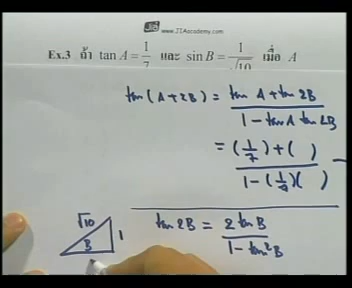 www.JIAacademy.com
Ex.3 ถ้า tan A = 1/7 และ sin B = 1/√10 เมื่อ A
tan(A+2B) = (tan A + tan 2B)/(1 - tan A tan 2B)
= ((1/7) + ( ))/(1 - (1/7)( ))
tan 2B = (2 tan B)/(1 - tan²B)
√10
B
1